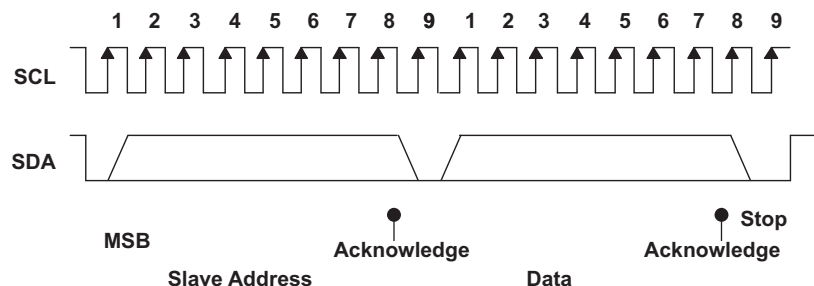 1 2 3 4 5 6 7 8 9 1 2 3 4 5 6 7 8 9
SCL
SDA
Stop
MSB
Acknowledge Acknowledge
Slave Address Data